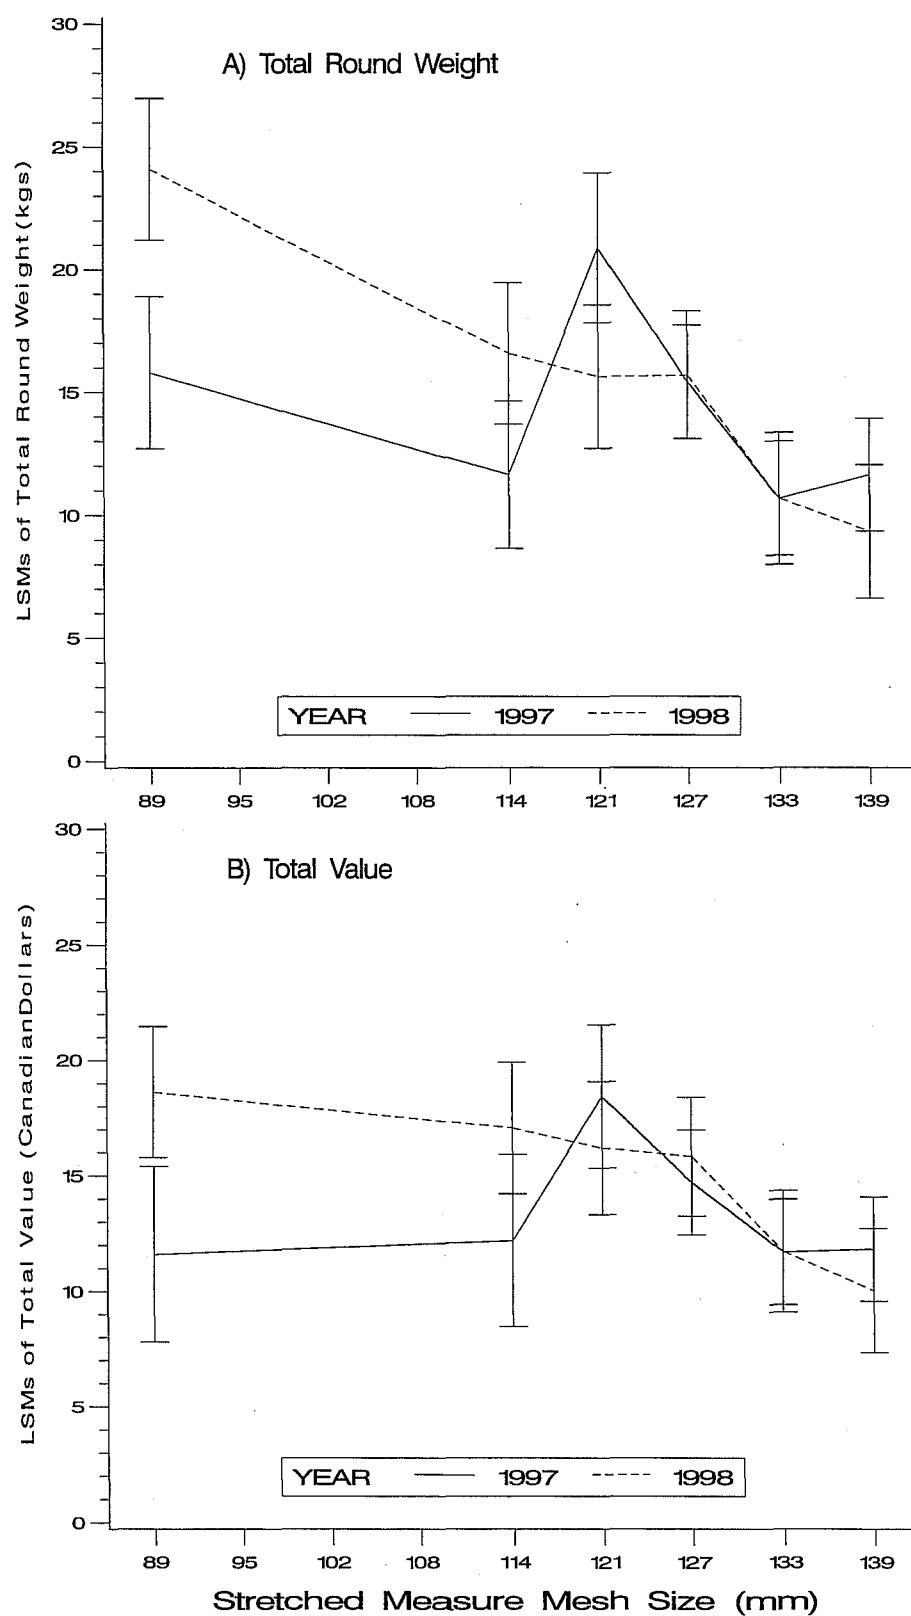 A) Total Round Weight
LSMs of Total Round Weight (kgs)
30
25
20
15
10
5
0
YEAR 1997 1998
89 95 102 108 114 121 127 133 139
B) Total Value
LSMs of Total Value (CanadianDollars)
30
25
20
15
10
5
0
YEAR 1997 1998
89 95 102 108 114 121 127 133 139
Stretched Measure Mesh Size (mm)